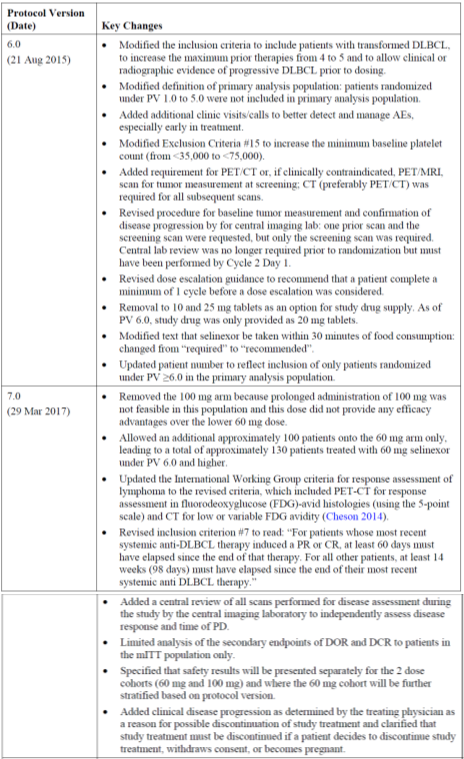 Protocol Version
(Date)
Key Changes
6.0
(21 Aug 2015)
• Modified the inclusion criteria to include patients with transformed DLBCL,
to increase the maximum prior therapies from 4 to 5 and to allow clinical or
radiographic evidence of progressive DLBCL prior to dosing.
• Modified definition of primary analysis population: patients randomized
under PV 1.0 to 5.0 were not included in primary analysis population.
• Added additional clinic visits/calls to better detect and manage AEs,
especially early in treatment.
• Modified Exclusion Criteria #15 to increase the minimum baseline platelet
count (from <35,000 to <75,000).
• Added requirement for PET/CT or, if clinically contraindicated, PET/MRI,
scan for tumor measurement at screening; CT (preferably PET/CT) was
required for all subsequent scans.
• Revised procedure for baseline tumor measurement and confirmation of
disease progression by for central imaging lab: one prior scan and the
screening scan were requested, but only the screening scan was required.
Central lab review was no longer required prior to randomization but must
have been performed by Cycle 2 Day 1.
• Revised dose escalation guidance to recommend that a patient complete a
minimum of 1 cycle before a dose escalation was considered.
• Removal to 10 and 25 mg tablets as an option for study drug supply. As of
PV 6.0, study drug was only provided as 20 mg tablets.
• Modified text that selinexor be taken within 30 minutes of food consumption:
changed from “required” to “recommended”.
• Updated patient number to reflect inclusion of only patients randomized
under PV ≥6.0 in the primary analysis population.
7.0
(29 Mar 2017)
• Removed the 100 mg arm because prolonged administration of 100 mg was
not feasible in this population and this dose did not provide any efficacy
advantages over the lower 60 mg dose.
• Allowed an additional approximately 100 patients onto the 60 mg arm only,
leading to a total of approximately 130 patients treated with 60 mg selinexor
under PV 6.0 and higher.
• Updated the International Working Group criteria for response assessment of
lymphoma to the revised criteria, which included PET-CT for response
assessment in fluorodeoxyglucose (FDG)-avid histologies (using the 5-point
scale) and CT for low or variable FDG avidity (Cheson 2014).
• Revised inclusion criterion #7 to read: “For patients whose most recent
systemic anti-DLBCL therapy induced a PR or CR, at least 60 days must
have elapsed since the end of that therapy. For all other patients, at least 14
weeks (98 days) must have elapsed since the end of their most recent
systemic anti DLBCL therapy.”
• Added a central review of all scans performed for disease assessment during
the study by the central imaging laboratory to independently assess disease
response and time of PD.
• Limited analysis of the secondary endpoints of DOR and DCR to patients in
the mITT population only.
• Specified that safety results will be presented separately for the 2 dose
cohorts (60 mg and 100 mg) and where the 60 mg cohort will be further
stratified based on protocol version.
• Added clinical disease progression as determined by the treating physician as
a reason for possible discontinuation of study treatment and clarified that
study treatment must be discontinued if a patient decides to discontinue study
treatment, withdraws consent, or becomes pregnant.